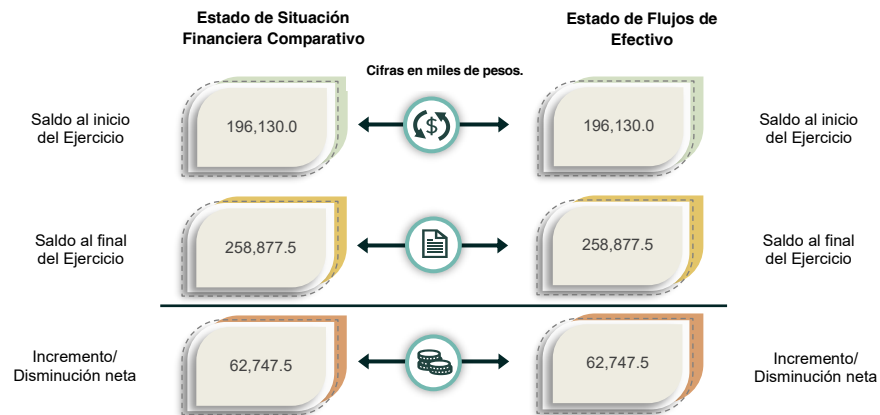 Estado de Situación
Financiera Comparativo
Estado de Flujos de
Efectivo
Cifras en miles de pesos.
Saldo al inicio
del Ejercicio
196,130.0
$
196,130.0
Saldo al inicio
del Ejercicio
Saldo al final
del Ejercicio
258,877.5
258,877.5
Saldo al final
del Ejercicio
Incremento/
Disminución neta
62,747.5
62,747.5
Incremento/
Disminución neta